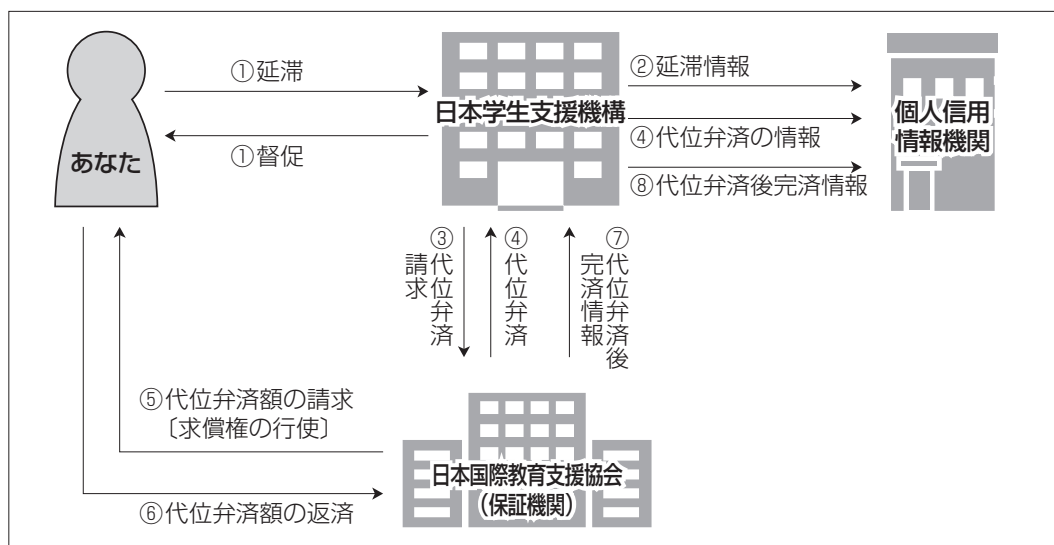 ①延滞
②延滞情報
日本学生支援機構
個人信用
情報機関
あなた
①督促
④代位弁済の情報
⑧代位弁済後完済情報
③代位弁済
請求
④代位弁済
⑦代位弁済後
完済情報
⑤代位弁済額の請求
〔求償権の行使〕
日本国際教育支援協会
(保証機関)
⑥代位弁済額の返済